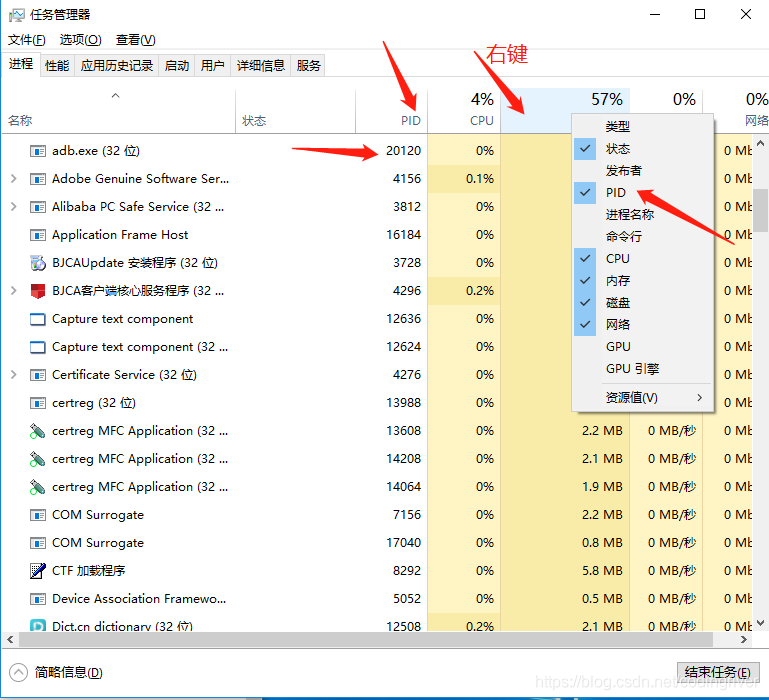 任务管理器
文件(F) 选项(O) 查看(V)
进程 性能 应用历史记录 启动 用户 详细信息 服务
右键
4% 57% 0% 0%
名称 状态 PID CPU 网络
类型
状态
发布者
PID
进程名称
命令行
CPU
内存
磁盘
网络
GPU
GPU 引擎
资源值(V)
adb.exe (32 位) 20120 0% 0 Mb
Adobe Genuine Software Ser... 4156 0.1% 0 Mb
Alibaba PC Safe Service (32 ... 3812 0% 0 Mb
Application Frame Host 16184 0% 0 Mb
BJCAUpdate 安装程序 (32 位) 3728 0% 0 Mb
BJCA客户端核心服务程序 (32 ... 4296 0.2% 0 Mb
Capture text component 12636 0% 0 Mb
Capture text component (32 ... 12624 0% 0 Mb
Certificate Service (32 位) 4276 0% 0 Mb
certreg (32 位) 13988 0% 0 Mb
certreg MFC Application (32 ... 13608 0% 2.2 MB 0 MB/秒 0 Mb
certreg MFC Application (32 ... 14208 0% 2.1 MB 0 MB/秒 0 Mb
certreg MFC Application (32 ... 14064 0% 1.9 MB 0 MB/秒 0 Mb
COM Surrogate 7156 0% 2.2 MB 0 MB/秒 0 Mb
COM Surrogate 17040 0% 0.8 MB 0 MB/秒 0 Mb
CTF 加载程序 8292 0% 5.8 MB 0 MB/秒 0 Mb
Device Association Framewo... 5052 0% 0.5 MB 0 MB/秒 0 Mb
Dict.cn dictionary (32 位) 12508 0.2% 2.1 MB 0 MB/秒 0 Mb
简略信息(D) 结束任务(E)